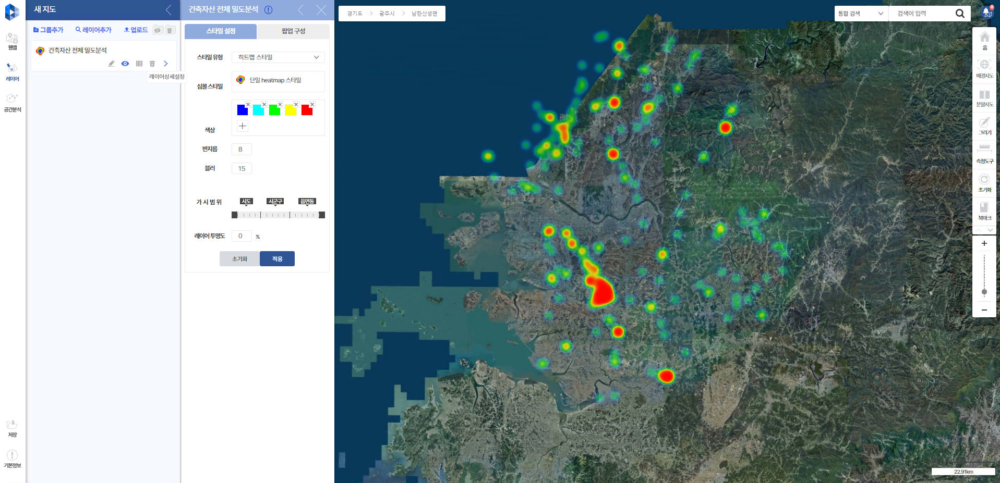 새 지도
그룹추가
레이어추가
업로드
건축자산 전체 밀도분석
레이어상세설정
웹맵
레이어
공간분석
저장
기본정보
건축자산 전체 밀도분석
스타일 설정
팝업 구성
스타일 유형
히트맵 스타일
심볼 스타일
단일 heatmap 스타일
색상
반지름
8
블러
15
가 시 범 위
시도
시군구
읍면동
레이어 투명도
0
%
초기화
적용
경기도
광주시
남한산성면
통합 검색
검색어 입력
0
홈
배경지도
분할지도
그리기
측정도구
초기화
북마크
22.91km